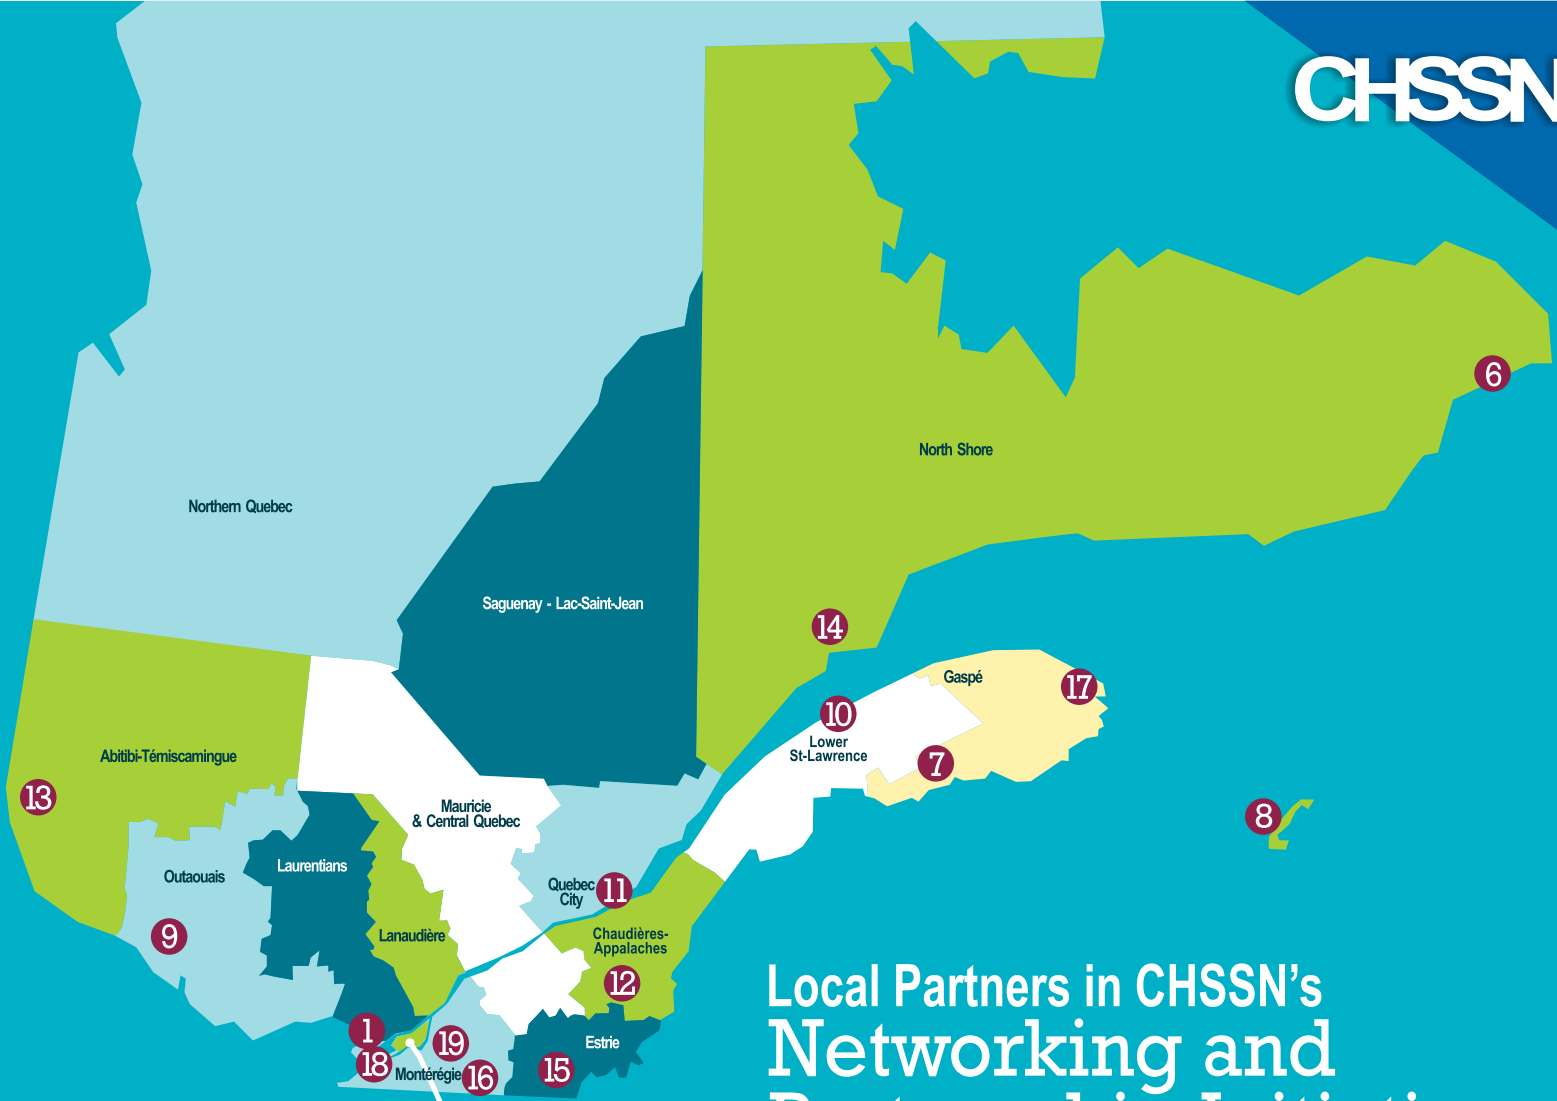 CHSSN
6
North Shore
Northern Quebec
Saguenay - Lac-Saint-Jean
14
Gaspé
17
10
Lower
St-Lawrence
7
Abitibi-Témiscamingue
13
Mauricie
& Central Quebec
8
Laurentians
Outaouais
Quebec
City
11
9
Lanaudière
Chaudières-
Appalaches
12
Local Partners in CHSSN's
Networking and
1
19
Estrie
18
Montérégie
16
15